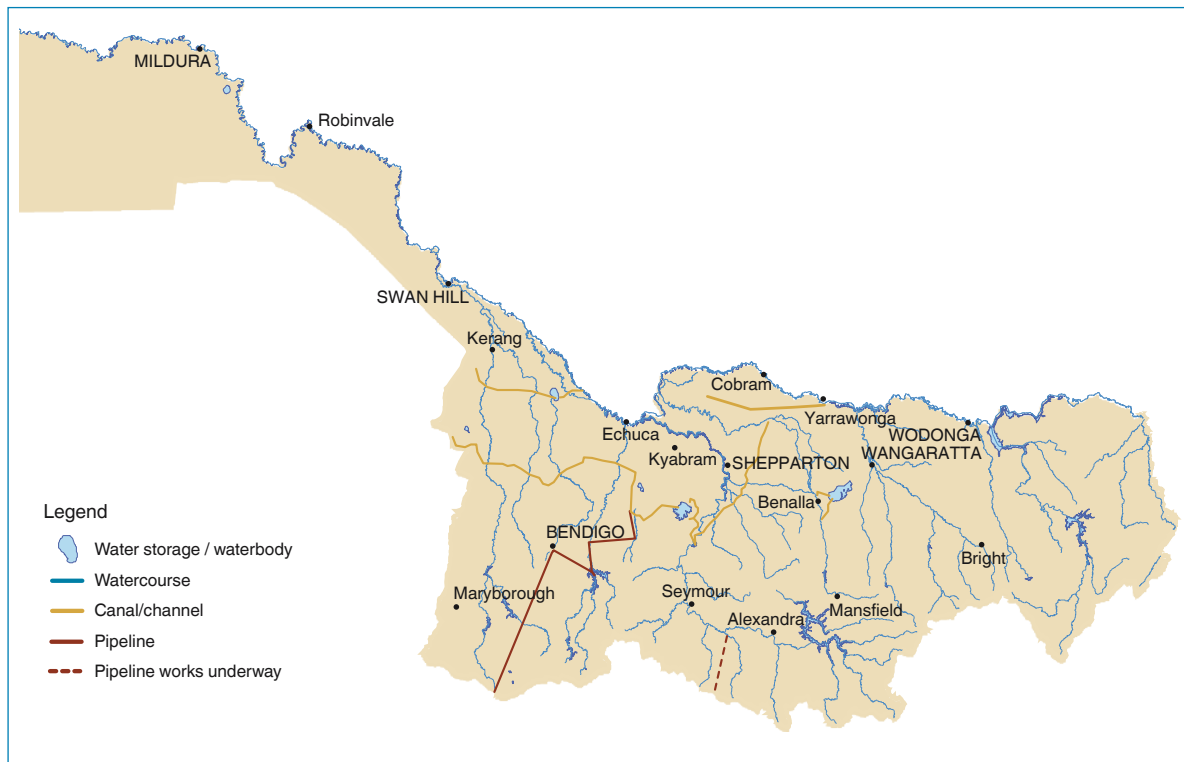 MILDURA
Robinvale
SWAN HILL
Kerang
Cobram
Yarrawonga
Echuca
WODONGA
Kyabram
SHEPPARTON
WANGARATTA
Benalla
BENDIGO
Bright
Maryborough
Seymour
Mansfield
Alexandra
Legend
Water storage / waterbody
Watercourse
Canal/channel
Pipeline
Pipeline works underway